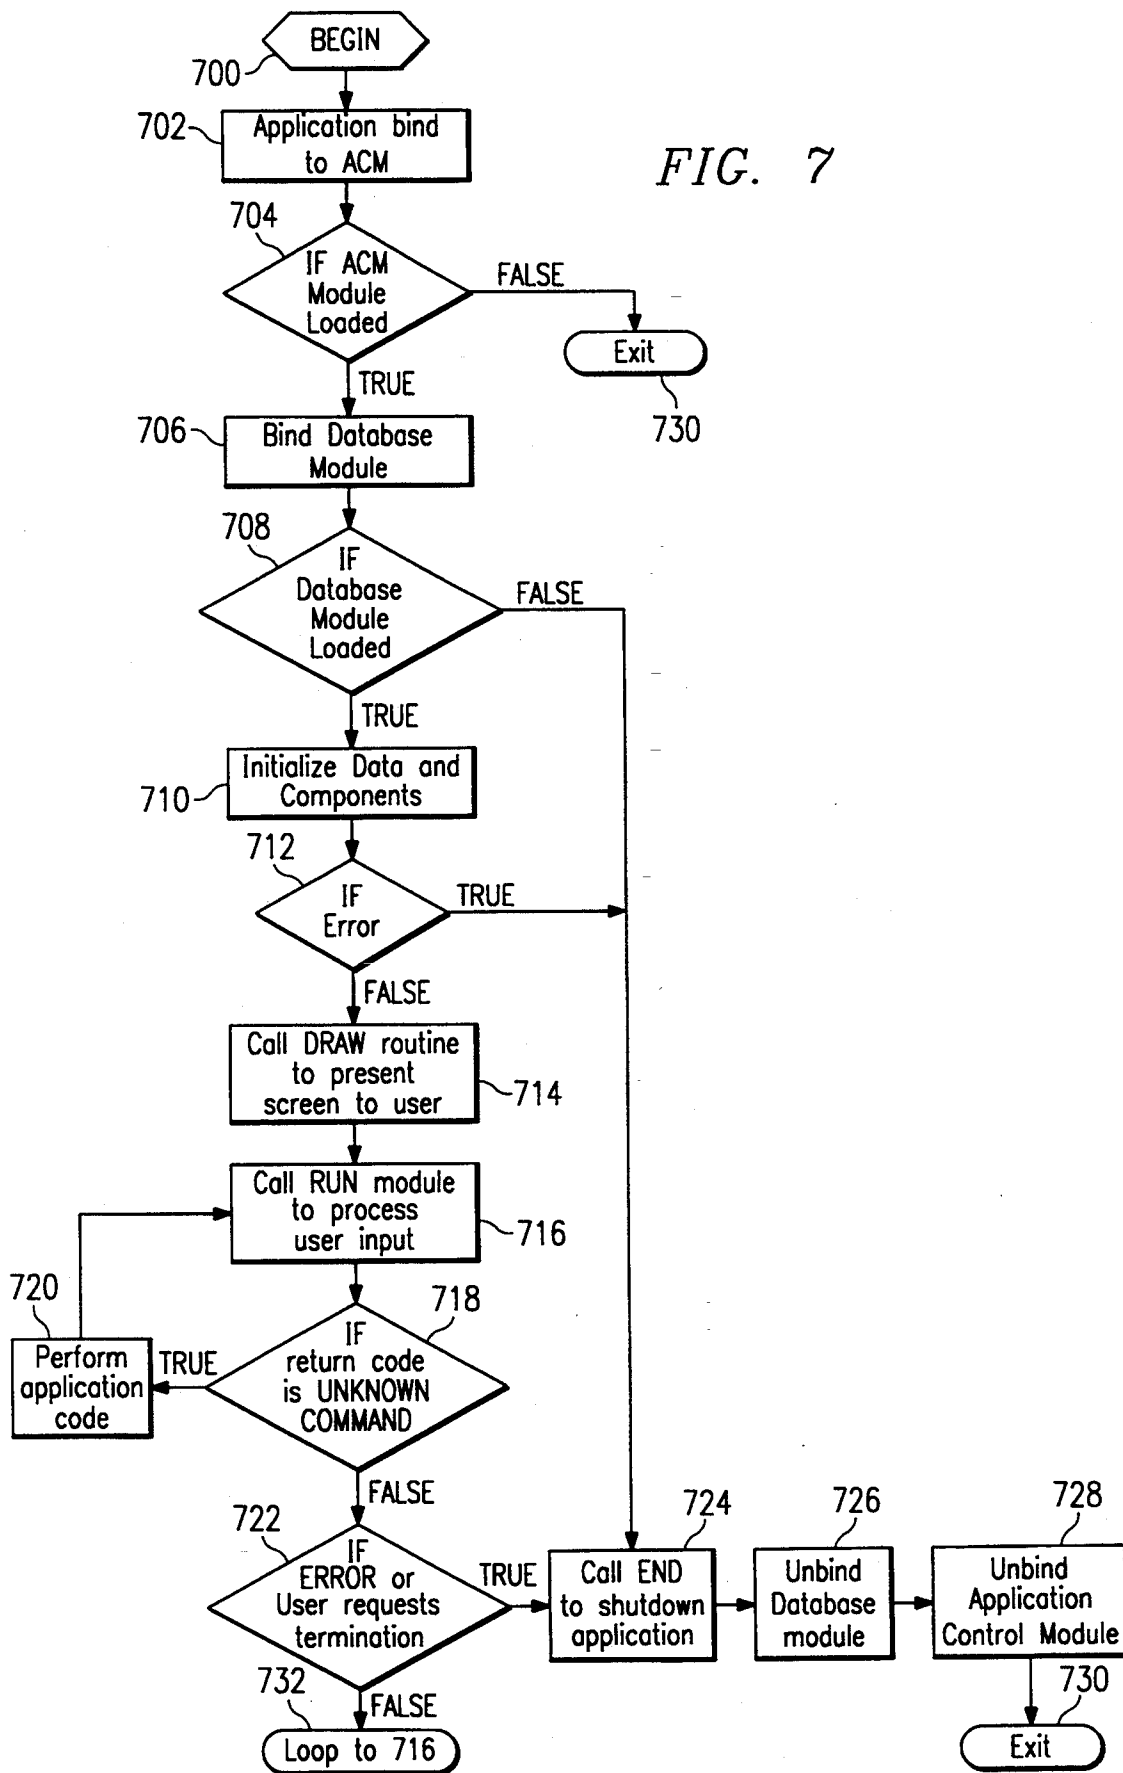 BEGIN
700
702
Application bind
to ACM
FIG. 7
704
IF ACM
Module
Loaded
FALSE
Exit
730
TRUE
706
Bind Database
Module
708
IF
Database
Module
Loaded
FALSE
TRUE
710
Initialize Data and
Components
712
IF
Error
TRUE
FALSE
Call DRAW routine
to present
screen to user
714
Call RUN module
to process
user input
716
720
Perform
application
code
TRUE
718
IF
return code
is UNKNOWN
COMMAND
FALSE
722
IF
ERROR or
User requests
termination
TRUE
724
Call END
to shutdown
application
726
Unbind
Database
module
728
Unbind
Application
Control Module
732
FALSE
Loop to 716
730
Exit